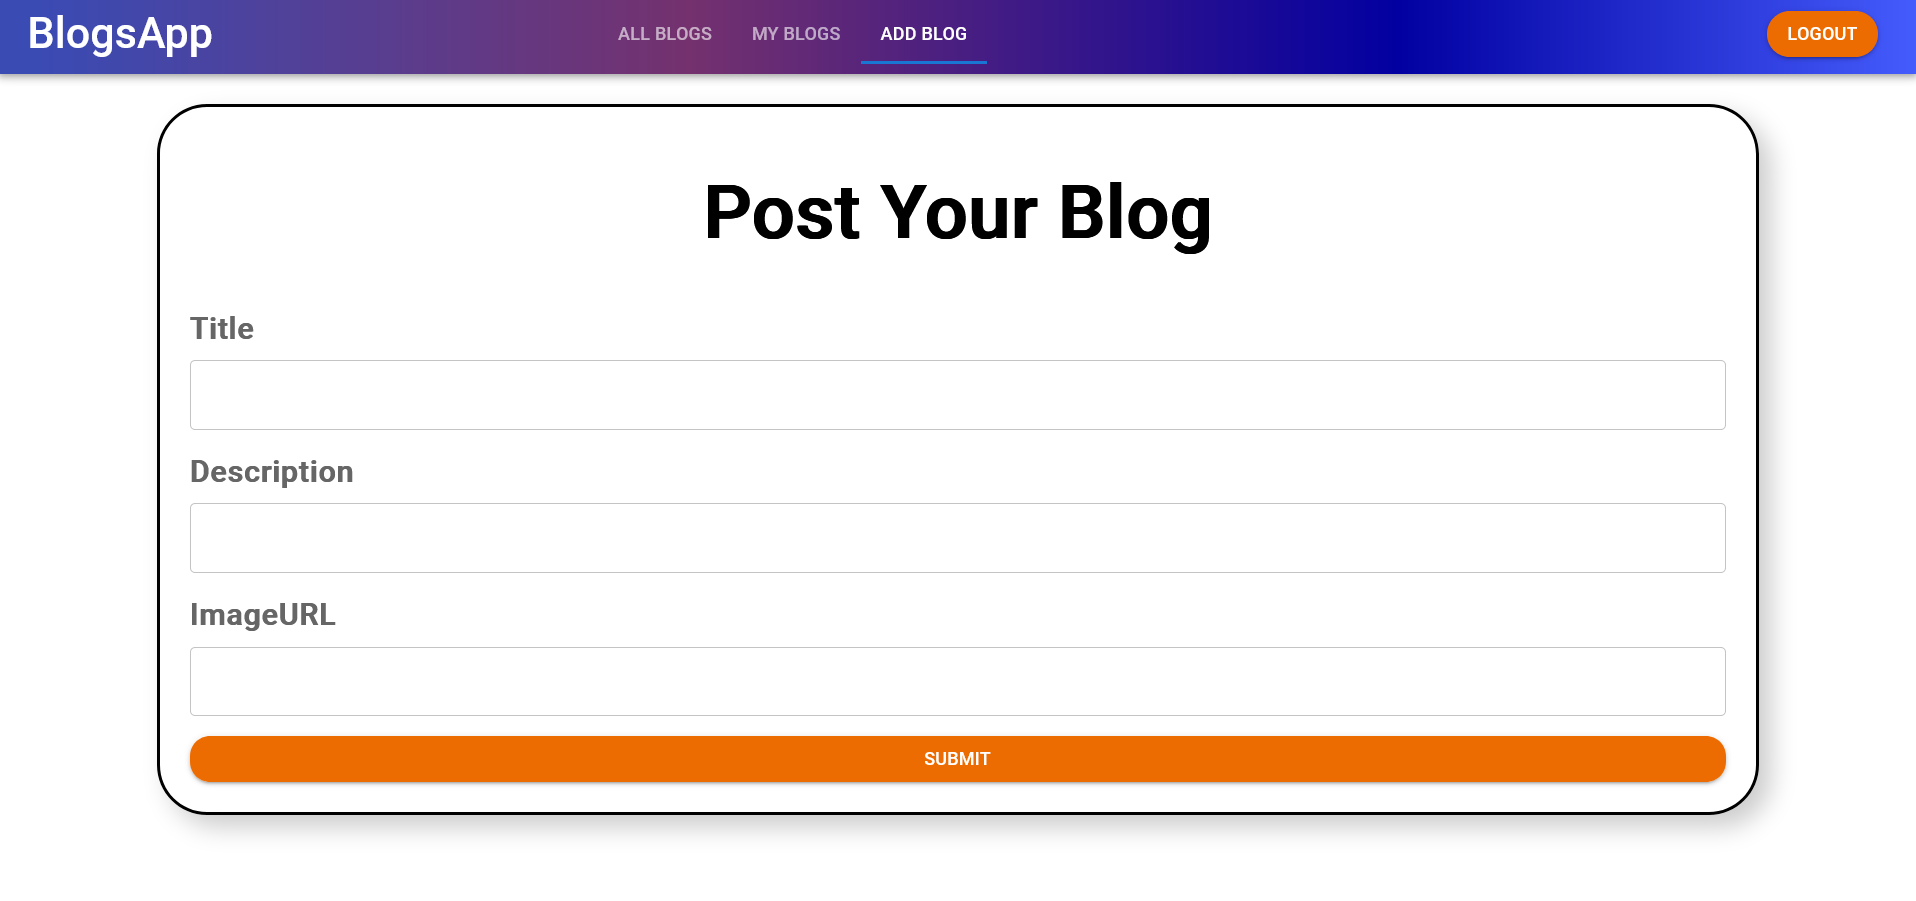 BlogsApp ALL BLOGS MY BLOGS ADD BLOG LOGOUT
Post Your Blog
Title
Description
ImageURL
SUBMIT